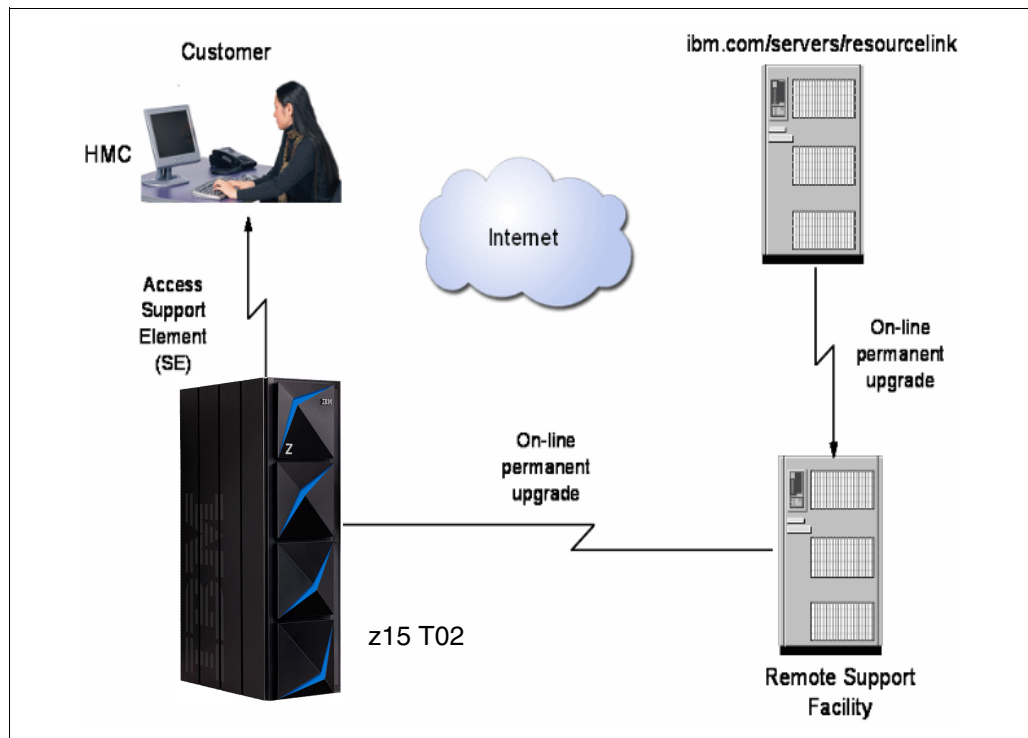 Customer
ibm.com/servers/resourcelink
HMC
Internet
Access
Support
Element
(SE)
On-line
permanent
upgrade
On-line
permanent
upgrade
IBM
Z
IBM
z15 T02
Remote Support
Facility